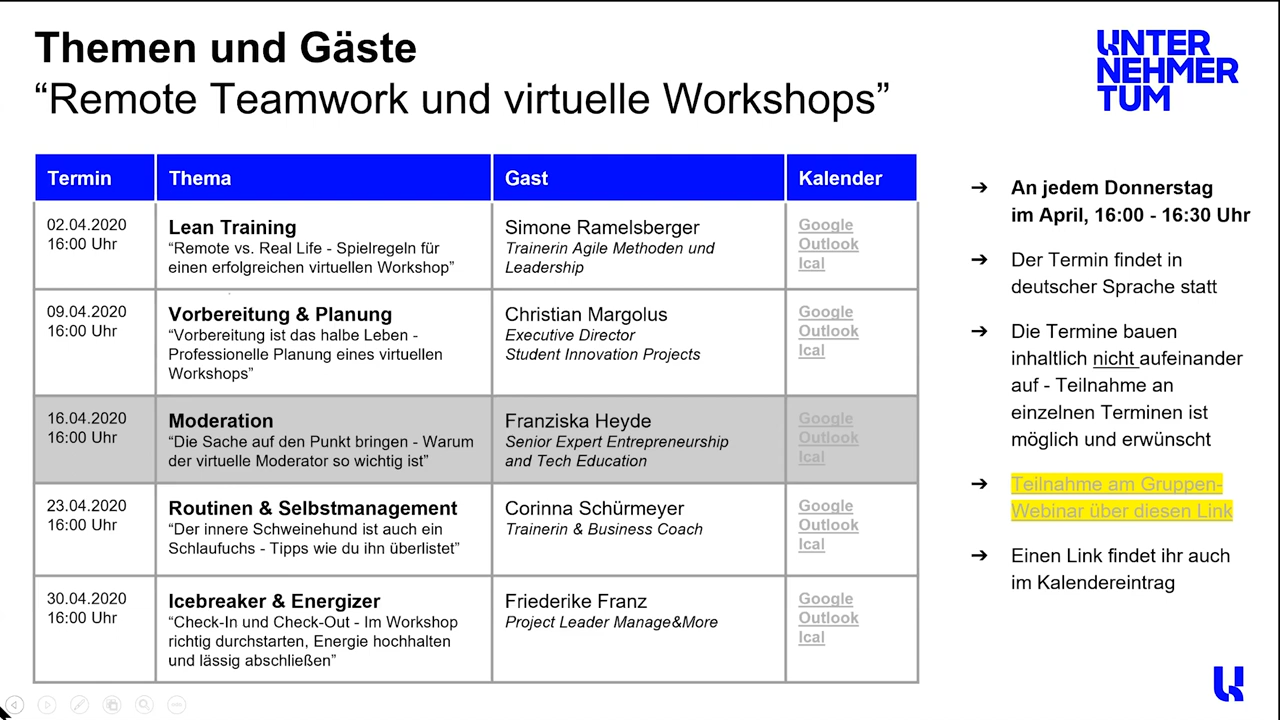 Themen und Gäste
“Remote Teamwork und virtuelle Workshops”
UNTER
NEHMER
TUM
Termin
Thema
Gast
Kalender
02.04.2020
16:00 Uhr
Lean Training
“Remote vs. Real Life - Spielregeln für
einen erfolgreichen virtuellen Workshop”
Simone Ramelsberger
Trainerin Agile Methoden und
Leadership
Google
Outlook
Ical
09.04.2020
16:00 Uhr
Vorbereitung & Planung
“Vorbereitung ist das halbe Leben -
Professionelle Planung eines virtuellen
Workshops”
Christian Margolus
Executive Director
Student Innovation Projects
Google
Outlook
Ical
16.04.2020
16:00 Uhr
Moderation
“Die Sache auf den Punkt bringen - Warum
der virtuelle Moderator so wichtig ist”
Franziska Heyde
Senior Expert Entrepreneurship
and Tech Education
Google
Outlook
Ical
23.04.2020
16:00 Uhr
Routinen & Selbstmanagement
“Der innere Schweinehund ist auch ein
Schlaufuchs - Tipps wie du ihn überlistet”
Corinna Schürmeyer
Trainerin & Business Coach
Google
Outlook
Ical
30.04.2020
16:00 Uhr
Icebreaker & Energizer
“Check-In und Check-Out - Im Workshop
richtig durchstarten, Energie hochhalten
und lässig abschließen”
Friederike Franz
Project Leader Manage&More
Google
Outlook
Ical
➔ An jedem Donnerstag
im April, 16:00 - 16:30 Uhr
➔ Der Termin findet in
deutscher Sprache statt
➔ Die Termine bauen
inhaltlich nicht aufeinander
auf - Teilnahme an
einzelnen Terminen ist
möglich und erwünscht
➔ Teilnahme am Gruppen-
Webinar über diesen Link
➔ Einen Link findet ihr auch
im Kalendereintrag